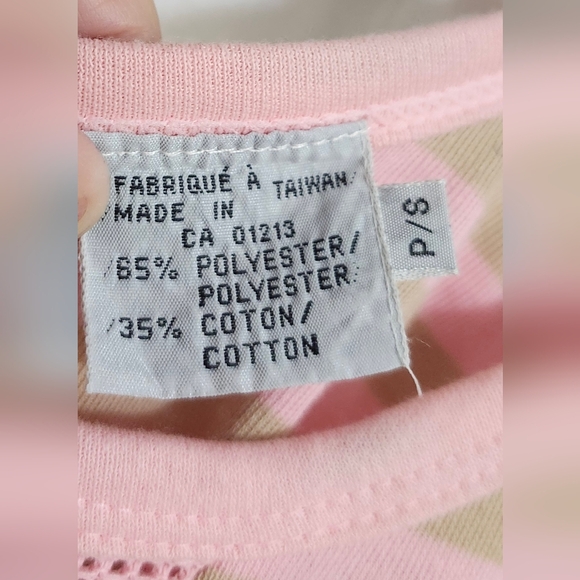 FABRIQUÉ À TAIWAN/
/MADE IN
CA 01213
/65% POLYESTER/
POLYESTER
/35% COTON/
COTTON
P/S